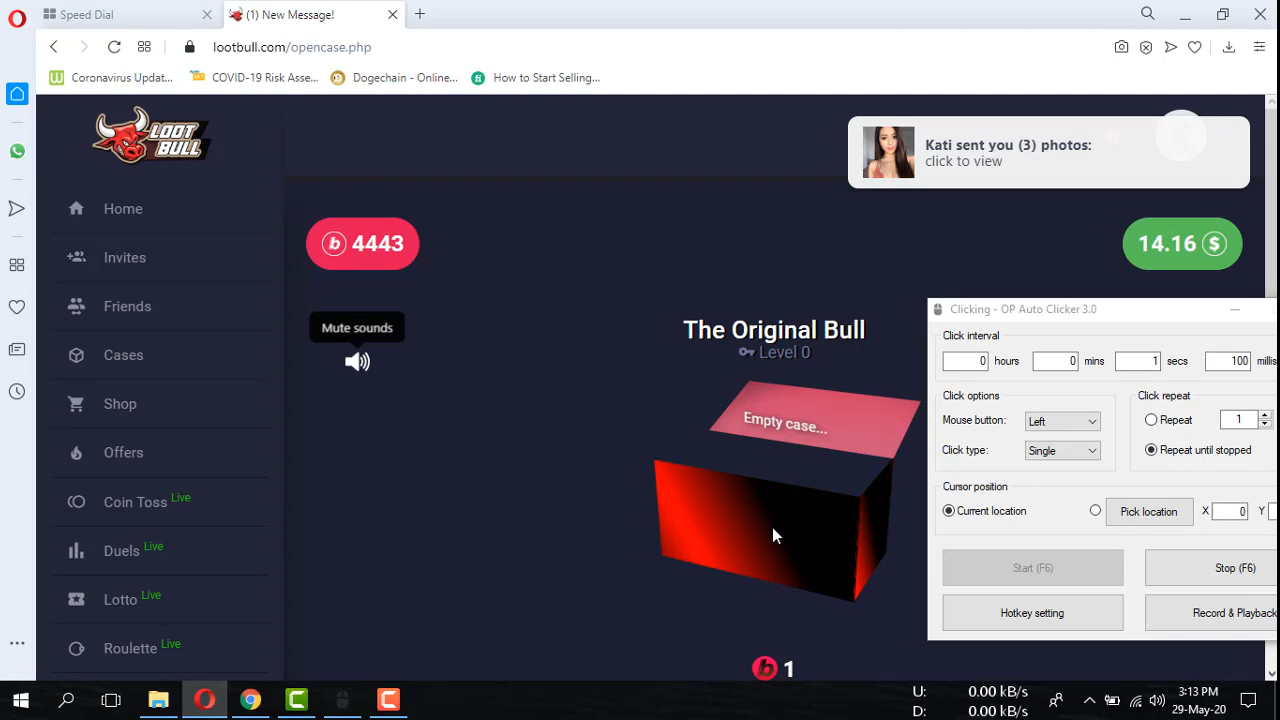 Speed Dial
(1) New Message!
lootbull.com/opencase.php
Coronavirus Updat...
COVID-19 Risk Asse...
Dogechain - Online...
How to Start Selling...
LOOT
BULL
Kati sent you (3) photos:
click to view
Home
Invites
Friends
Cases
Shop
Offers
Coin Toss Live
Duels Live
Lotto Live
Roulette Live
b 4443
14.16 $
Mute sounds
The Original Bull
Level 0
Empty case...
b 1
Clicking - OP Auto Clicker 3.0
Click interval
0 hours 0 mins 1 secs 100 millis
Click options
Mouse button: Left
Click type: Single
Click repeat
Repeat 1
Repeat until stopped
Cursor position
Current location
Pick location X 0 Y
Start (F6)
Stop (F6)
Hotkey setting
Record & Playback
U: 0.00 kB/s
D: 0.00 kB/s
3:13 PM
29-May-20